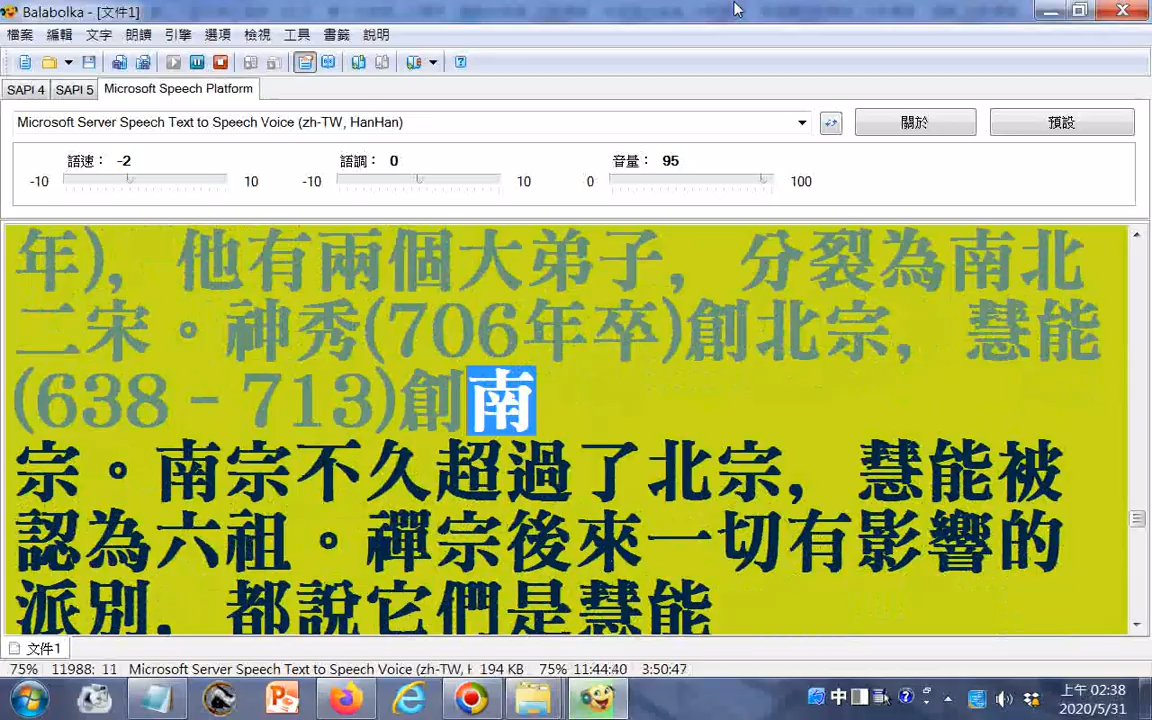 Balabolka - [文件1]
檔案 編輯 文字 朗讀 引擎 選項 檢視 工具 書籤 說明
SAPI 4 SAPI 5 Microsoft Speech Platform
Microsoft Server Speech Text to Speech Voice (zh-TW, HanHan) 關於 預設
語速： -2 語調： 0 音量： 95
-10 10 -10 10 0 100
年)，他有兩個大弟子，分裂為南北
二宋。神秀(706年卒)創北宗，慧能
(638－713)創南
宗。南宗不久超過了北宗，慧能被
認為六祖。禪宗後來一切有影響的
派別，都說它們是慧能
文件1
75% 11988: 11 Microsoft Server Speech Text to Speech Voice (zh-TW, 194 KB 75% 11:44:40 3:50:47
中 上午 02:38
2020/5/31